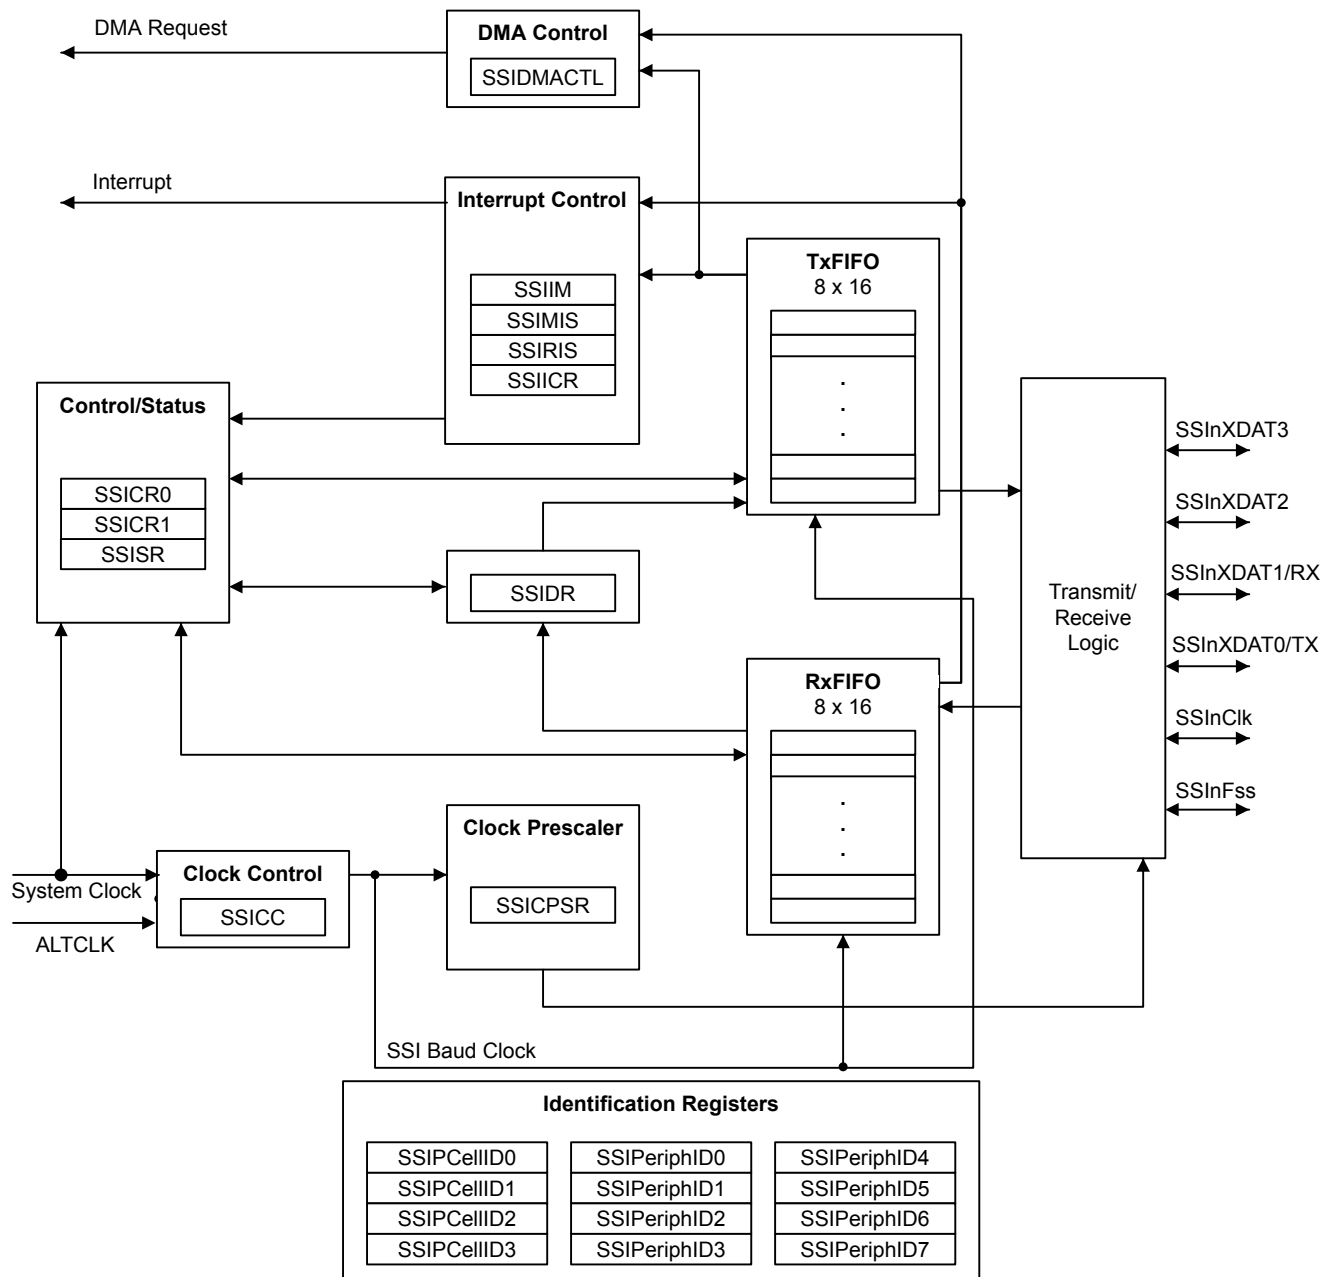 DMA Request
DMA Control
SSIDMACTL
Interrupt
Interrupt Control
SSIIM
SSIMIS
SSIRIS
SSIICR
TxFIFO
8 x 16
.
.
.
Control/Status
SSICR0
SSICR1
SSISR
SSIDR
Transmit/
Receive
Logic
SSInXDAT3
SSInXDAT2
SSInXDAT1/RX
SSInXDAT0/TX
SSInClk
SSInFss
RxFIFO
8 x 16
.
.
.
Clock Prescaler
SSICPSR
Clock Control
SSICC
System Clock
ALTCLK
SSI Baud Clock
Identification Registers
SSIPCellID0
SSIPCellID1
SSIPCellID2
SSIPCellID3
SSIPeriphID0
SSIPeriphID1
SSIPeriphID2
SSIPeriphID3
SSIPeriphID4
SSIPeriphID5
SSIPeriphID6
SSIPeriphID7